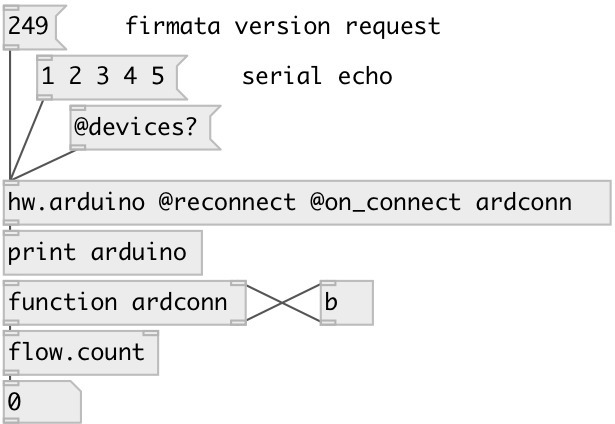 249 firmata version request
1 2 3 4 5 serial echo
@devices?
hw.arduino @reconnect @on_connect ardconn
print arduino
function ardconn b
flow.count
0